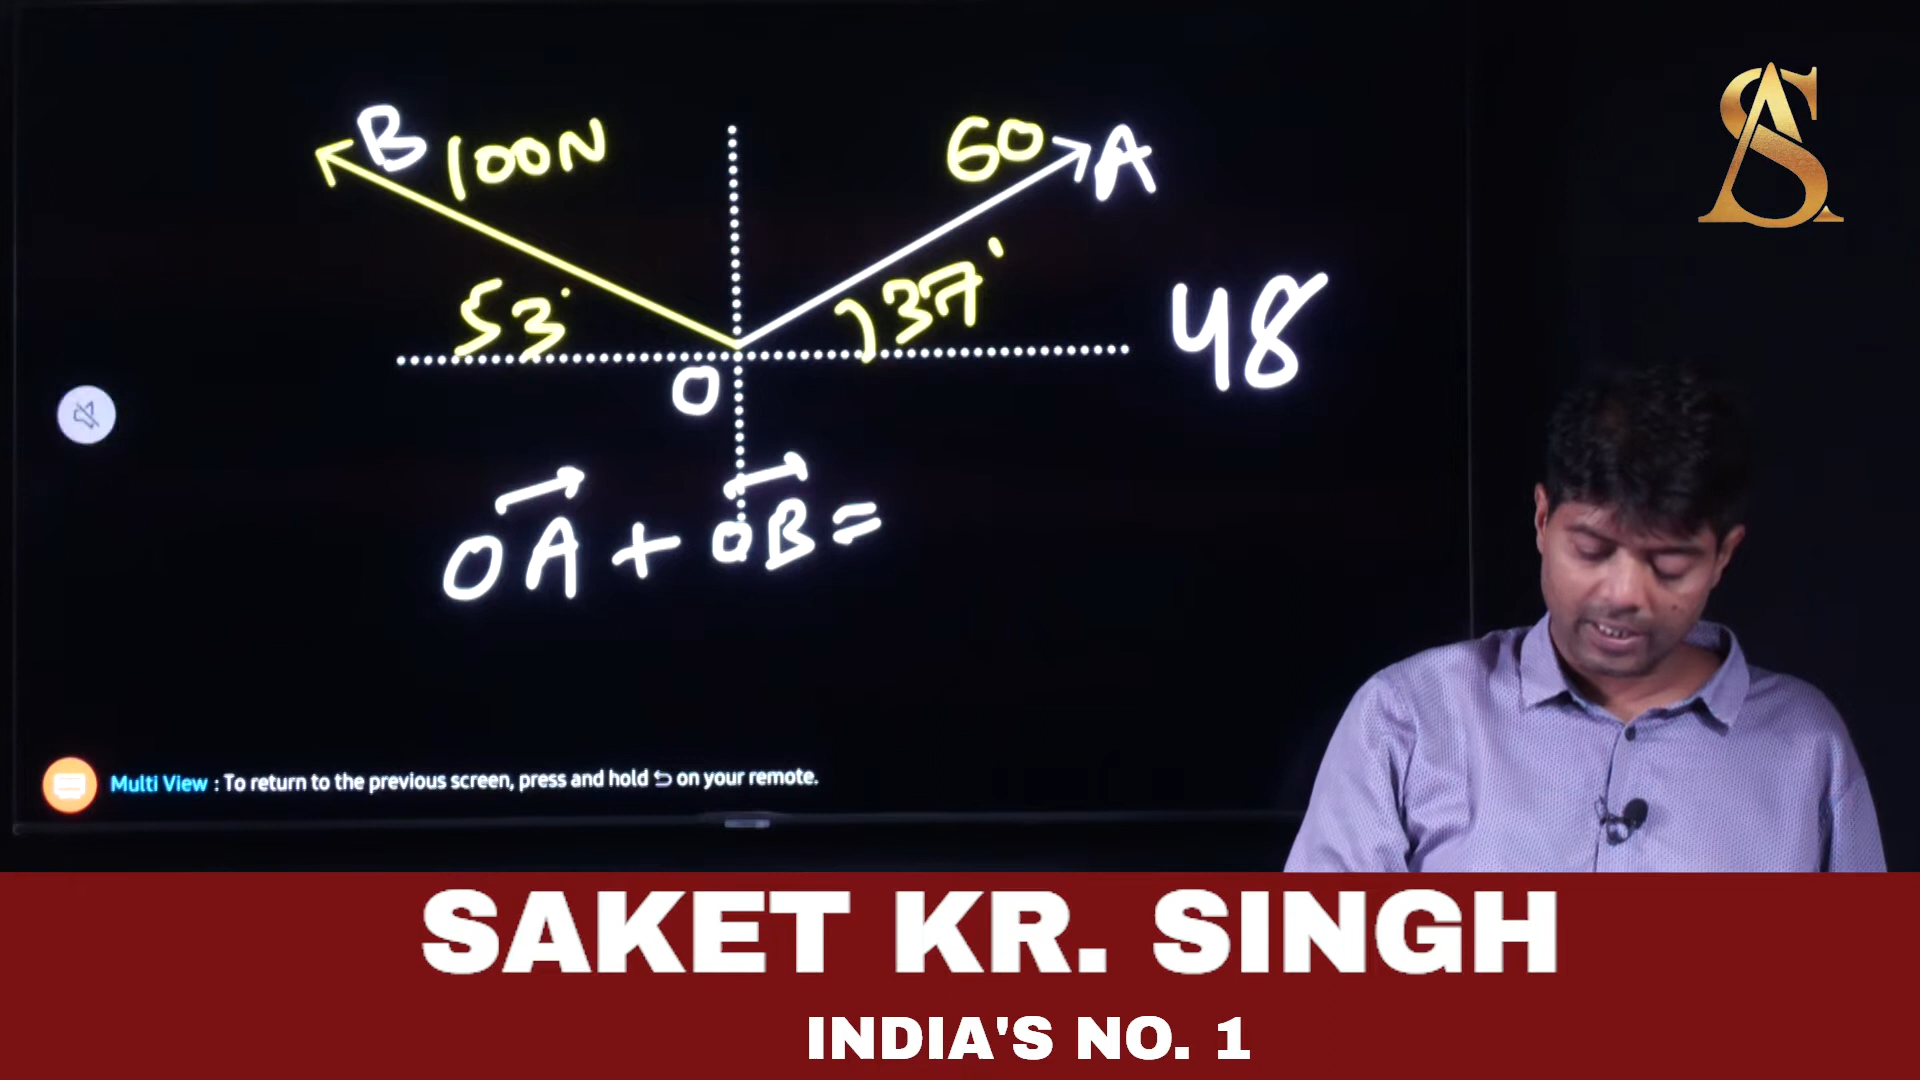 B 100N
60 A
53°
37°
48
O
OA + OB =
Multi View : To return to the previous screen, press and hold on your remote.
SAKET KR. SINGH
INDIA'S NO. 1